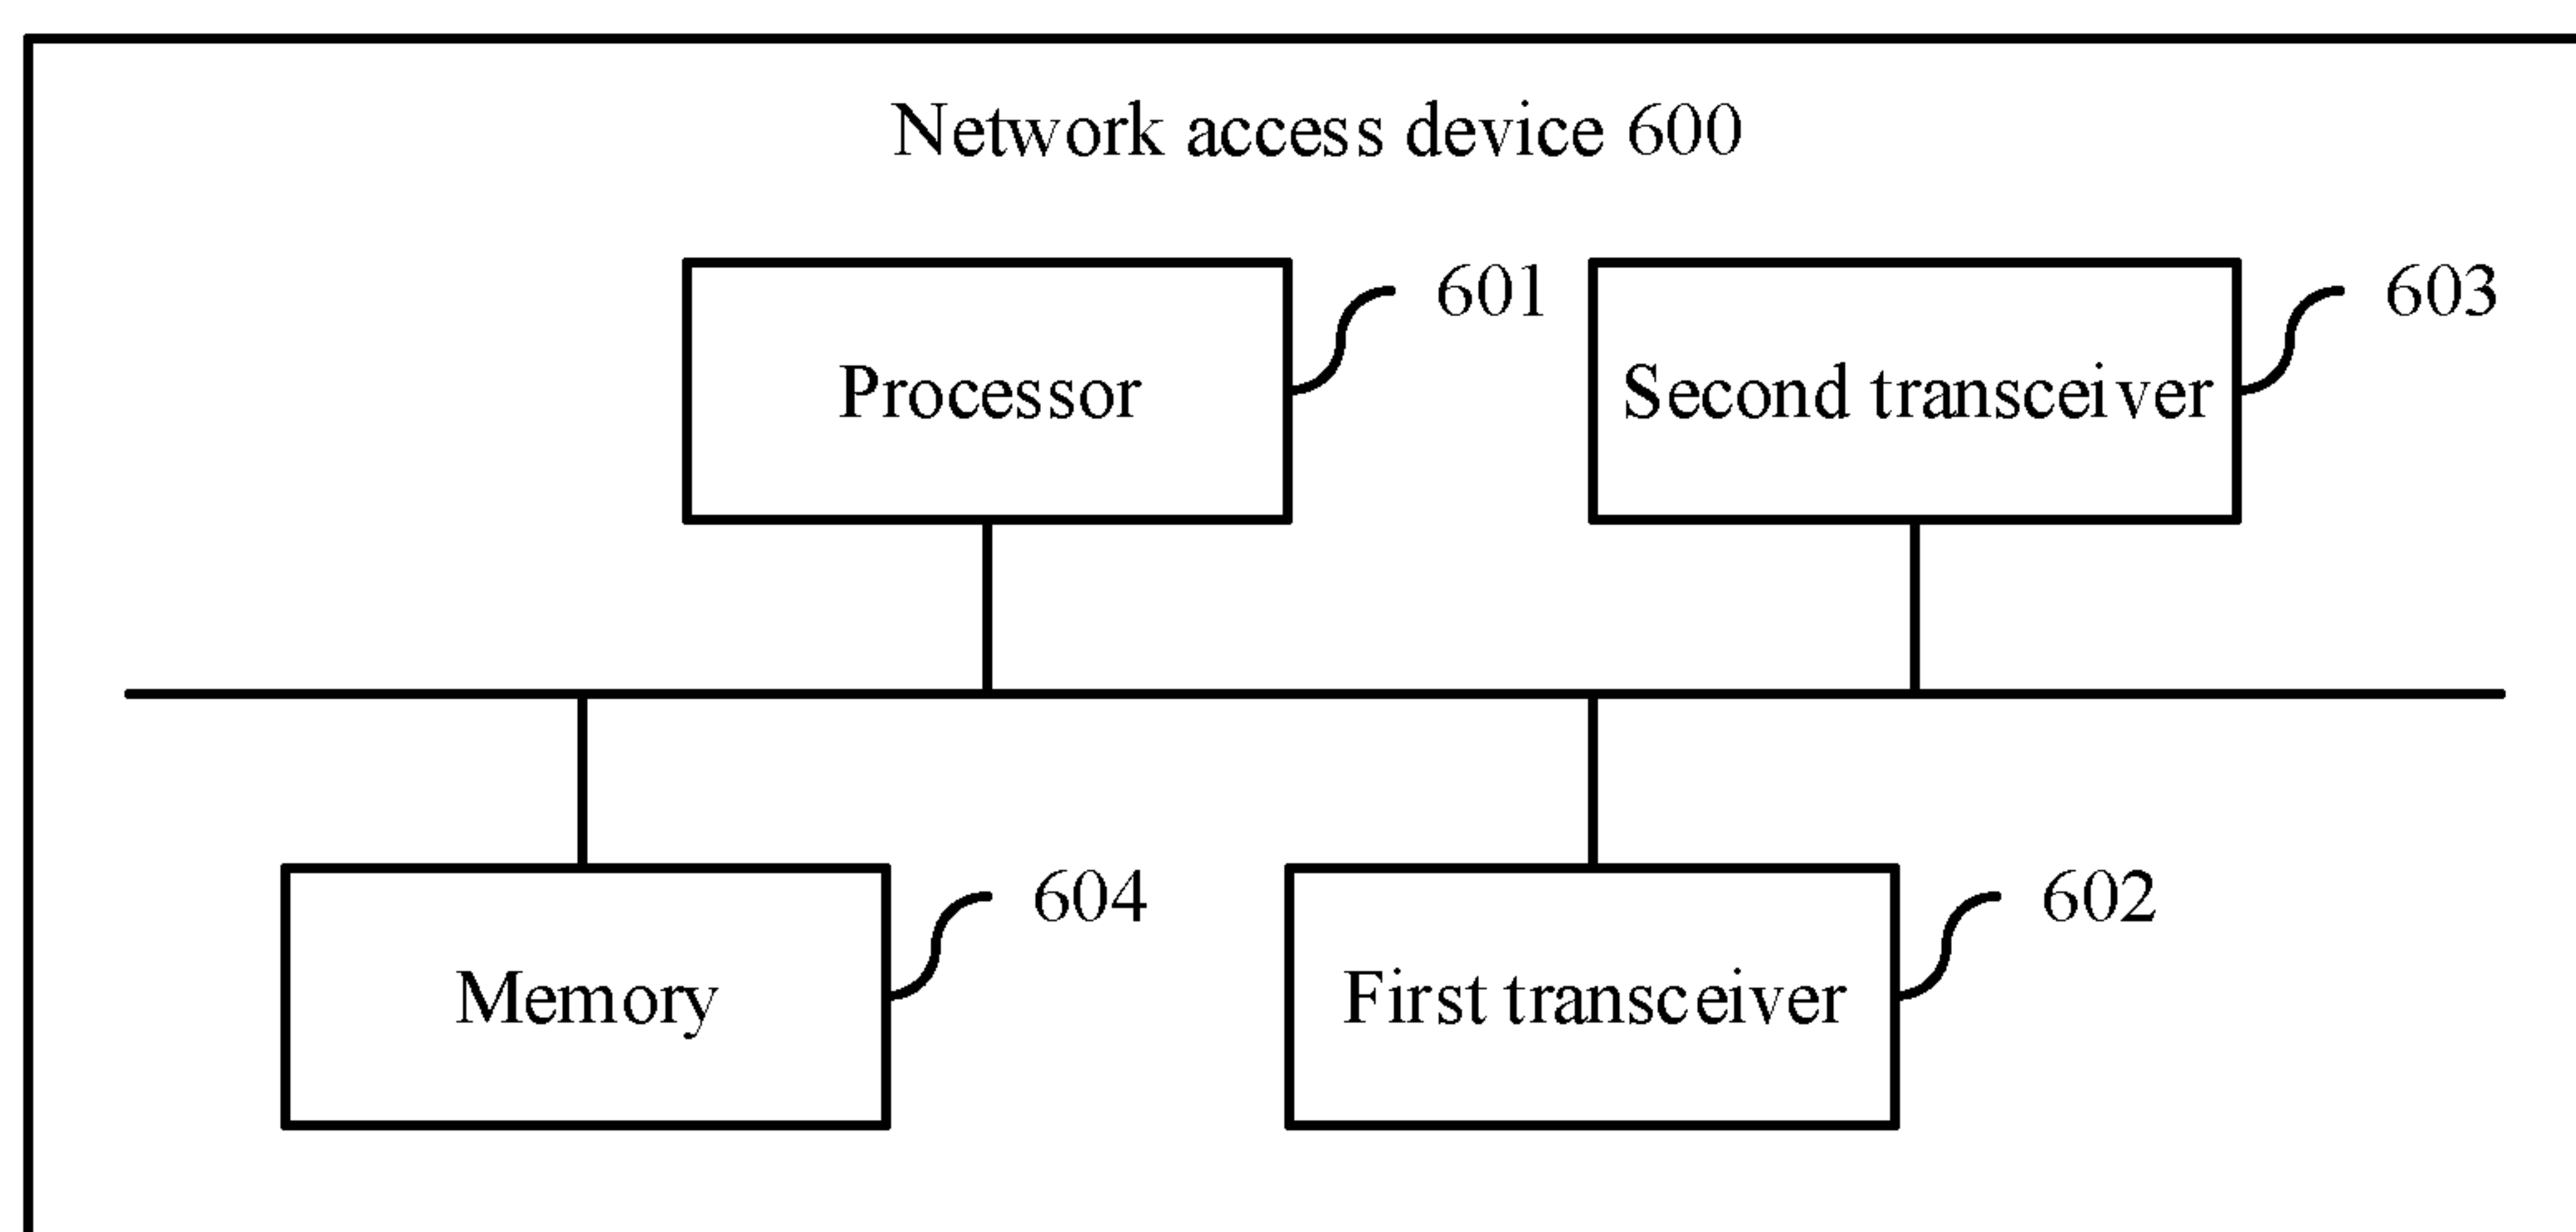 Network access device 600
601
603
Processor
Second transceiver
604
602
Memory
First transceiver